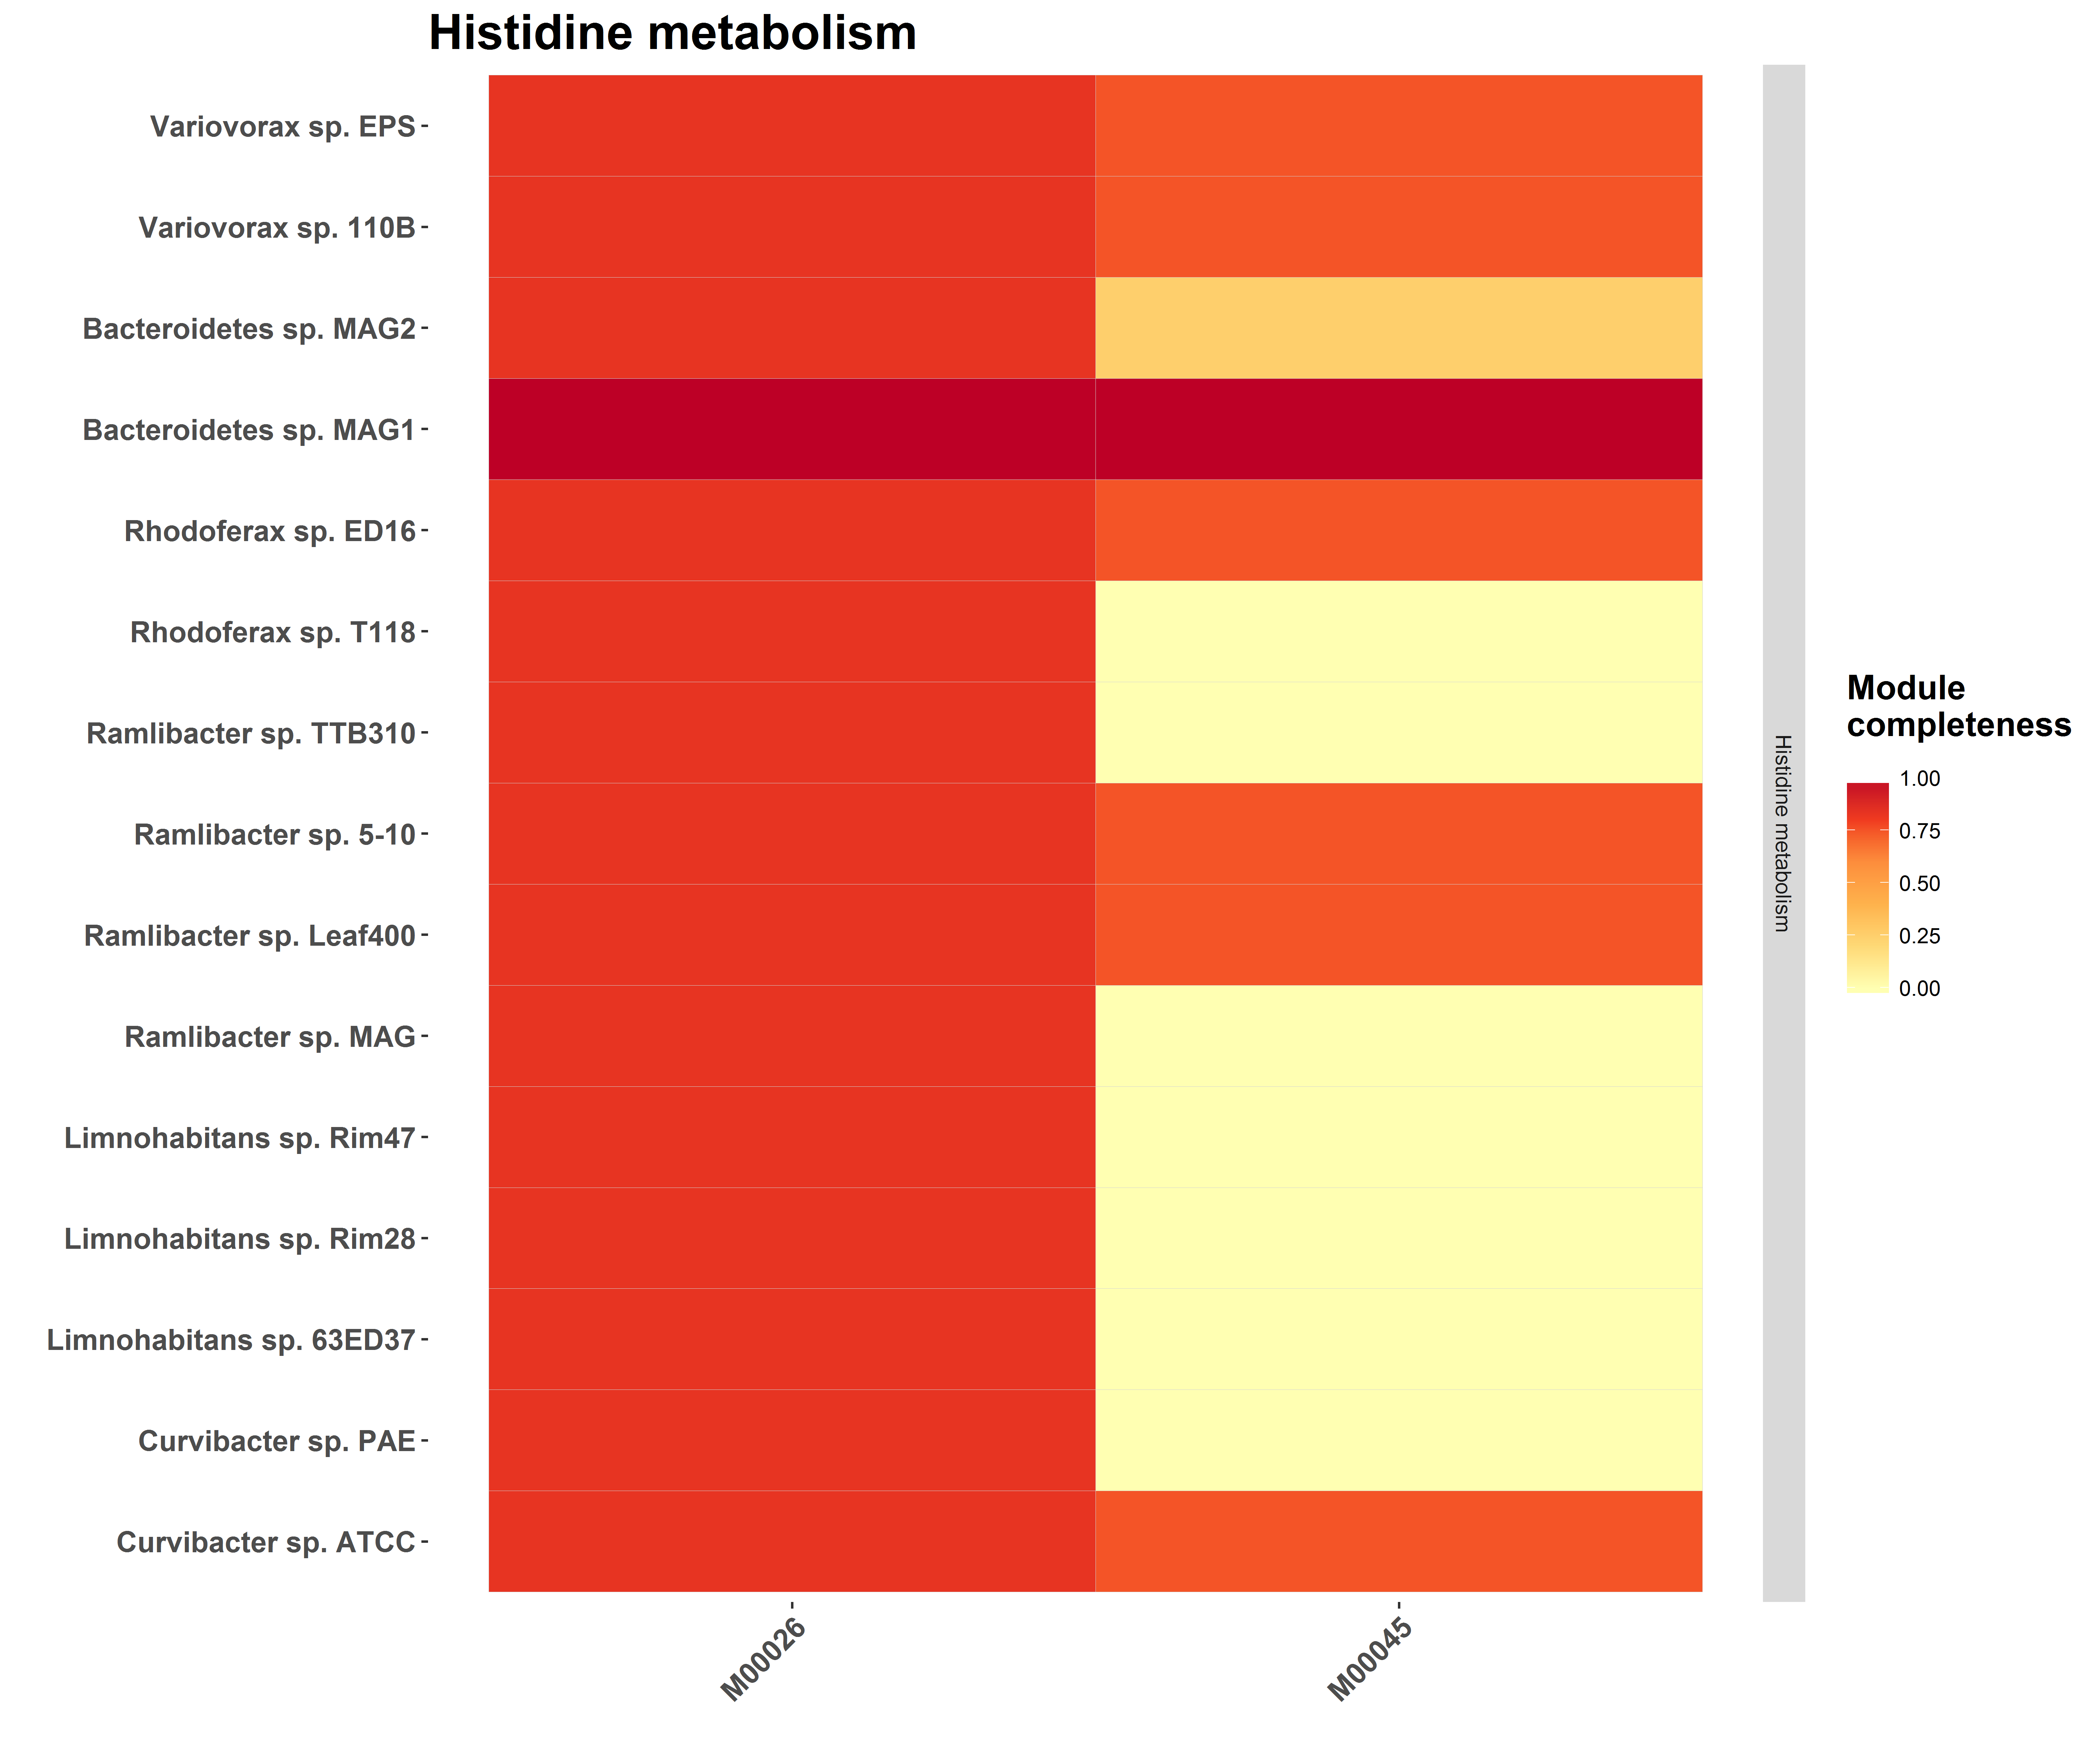 Histidine metabolism
Variovorax sp. EPS
Variovorax sp. 110B
Bacteroidetes sp. MAG2
Bacteroidetes sp. MAG1
Rhodoferax sp. ED16
Rhodoferax sp. T118
Ramlibacter sp. TTB310
Ramlibacter sp. 5-10
Ramlibacter sp. Leaf400
Ramlibacter sp. MAG
Limnohabitans sp. Rim47
Limnohabitans sp. Rim28
Limnohabitans sp. 63ED37
Curvibacter sp. PAE
Curvibacter sp. ATCC
M00026
M00045
Histidine metabolism
Module
completeness
1.00
0.75
0.50
0.25
0.00